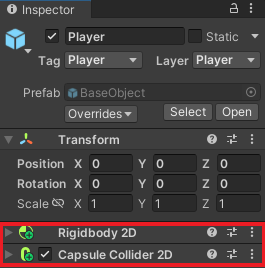 Inspector
Player Static
Tag Player Layer Player
Prefab BaseObject
Overrides Select Open
Transform
Position X 0 Y 0 Z 0
Rotation X 0 Y 0 Z 0
Scale X 1 Y 1 Z 1
Rigidbody 2D
Capsule Collider 2D